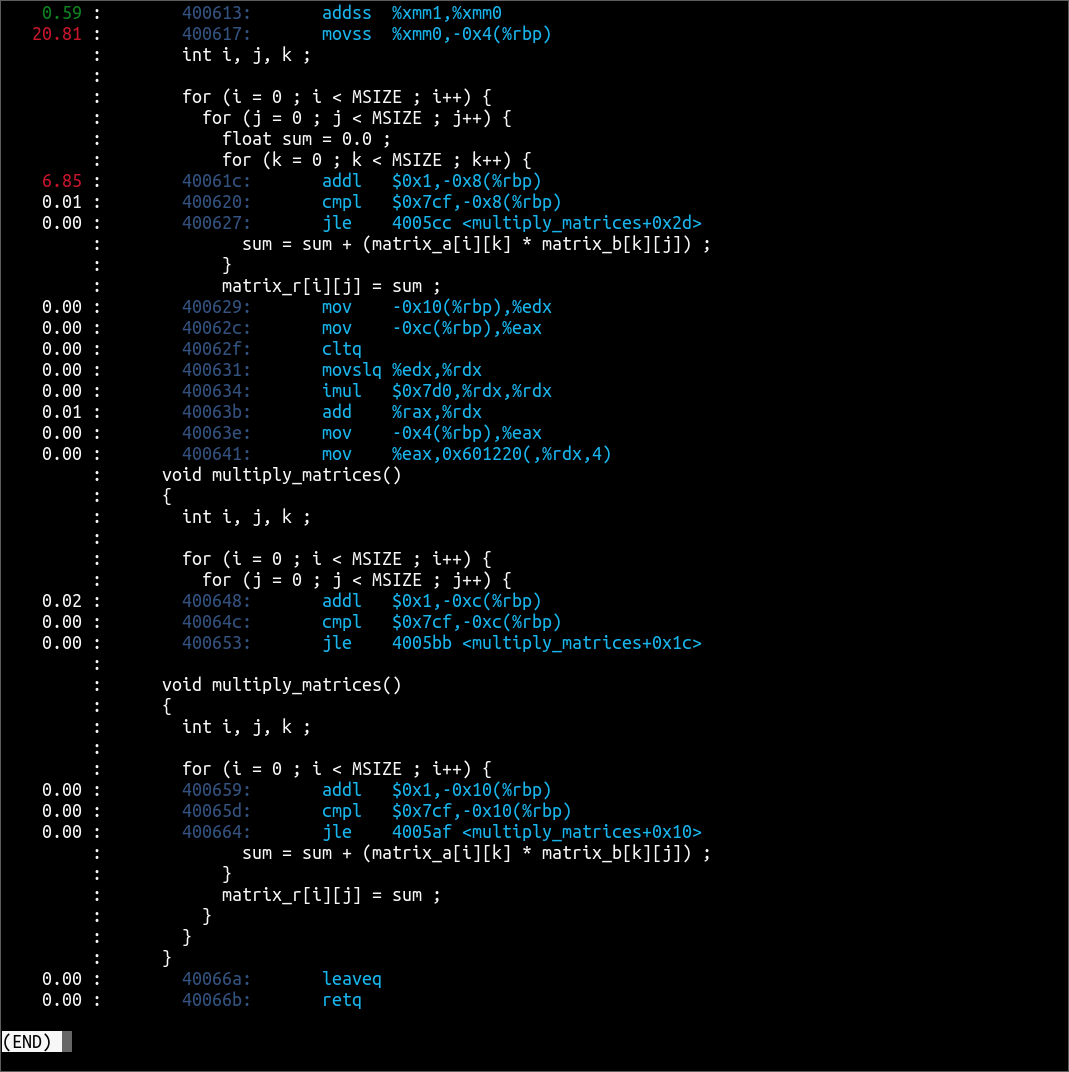 0.59 :        400613:       addss  %xmm1,%xmm0
   20.81 :        400617:       movss  %xmm0,-0x4(%rbp)
         :        int i, j, k ;
         :
         :        for (i = 0 ; i < MSIZE ; i++) {
         :          for (j = 0 ; j < MSIZE ; j++) {
         :            float sum = 0.0 ;
         :            for (k = 0 ; k < MSIZE ; k++) {
    6.85 :        40061c:       addl   $0x1,-0x8(%rbp)
    0.01 :        400620:       cmpl   $0x7cf,-0x8(%rbp)
    0.00 :        400627:       jle    4005cc <multiply_matrices+0x2d>
         :              sum = sum + (matrix_a[i][k] * matrix_b[k][j]) ;
         :            }
         :            matrix_r[i][j] = sum ;
    0.00 :        400629:       mov    -0x10(%rbp),%edx
    0.00 :        40062c:       mov    -0xc(%rbp),%eax
    0.00 :        40062f:       cltq
    0.00 :        400631:       movslq %edx,%rdx
    0.00 :        400634:       imul   $0x7d0,%rdx,%rdx
    0.01 :        40063b:       add    %rax,%rdx
    0.00 :        40063e:       mov    -0x4(%rbp),%eax
    0.00 :        400641:       mov    %eax,0x601220(,%rdx,4)
         :      void multiply_matrices()
         :      {
         :        int i, j, k ;
         :
         :        for (i = 0 ; i < MSIZE ; i++) {
         :          for (j = 0 ; j < MSIZE ; j++) {
    0.02 :        400648:       addl   $0x1,-0xc(%rbp)
    0.00 :        40064c:       cmpl   $0x7cf,-0xc(%rbp)
    0.00 :        400653:       jle    4005bb <multiply_matrices+0x1c>
         :
         :      void multiply_matrices()
         :      {
         :        int i, j, k ;
         :
         :        for (i = 0 ; i < MSIZE ; i++) {
    0.00 :        400659:       addl   $0x1,-0x10(%rbp)
    0.00 :        40065d:       cmpl   $0x7cf,-0x10(%rbp)
    0.00 :        400664:       jle    4005af <multiply_matrices+0x10>
         :              sum = sum + (matrix_a[i][k] * matrix_b[k][j]) ;
         :            }
         :            matrix_r[i][j] = sum ;
         :          }
         :        }
         :      }
    0.00 :        40066a:       leaveq
    0.00 :        40066b:       retq
(END)